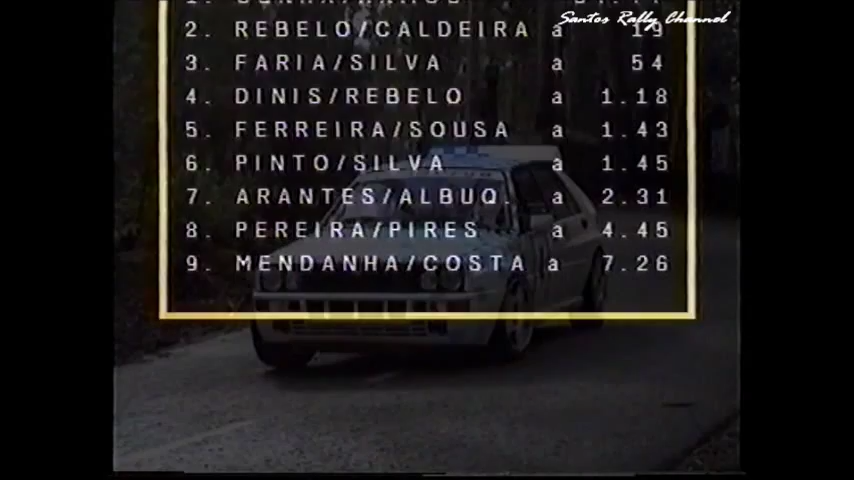 Santos Rally Channel
2. REBELO/CALDEIRA a 19
3. FARIA/SILVA a 54
4. DINIS/REBELO a 1.18
5. FERREIRA/SOUSA a 1.43
6. PINTO/SILVA a 1.45
7. ARANTES/ALBUQ. a 2.31
8. PEREIRA/PIRES a 4.45
9. MENDANHA/COSTA a 7.26